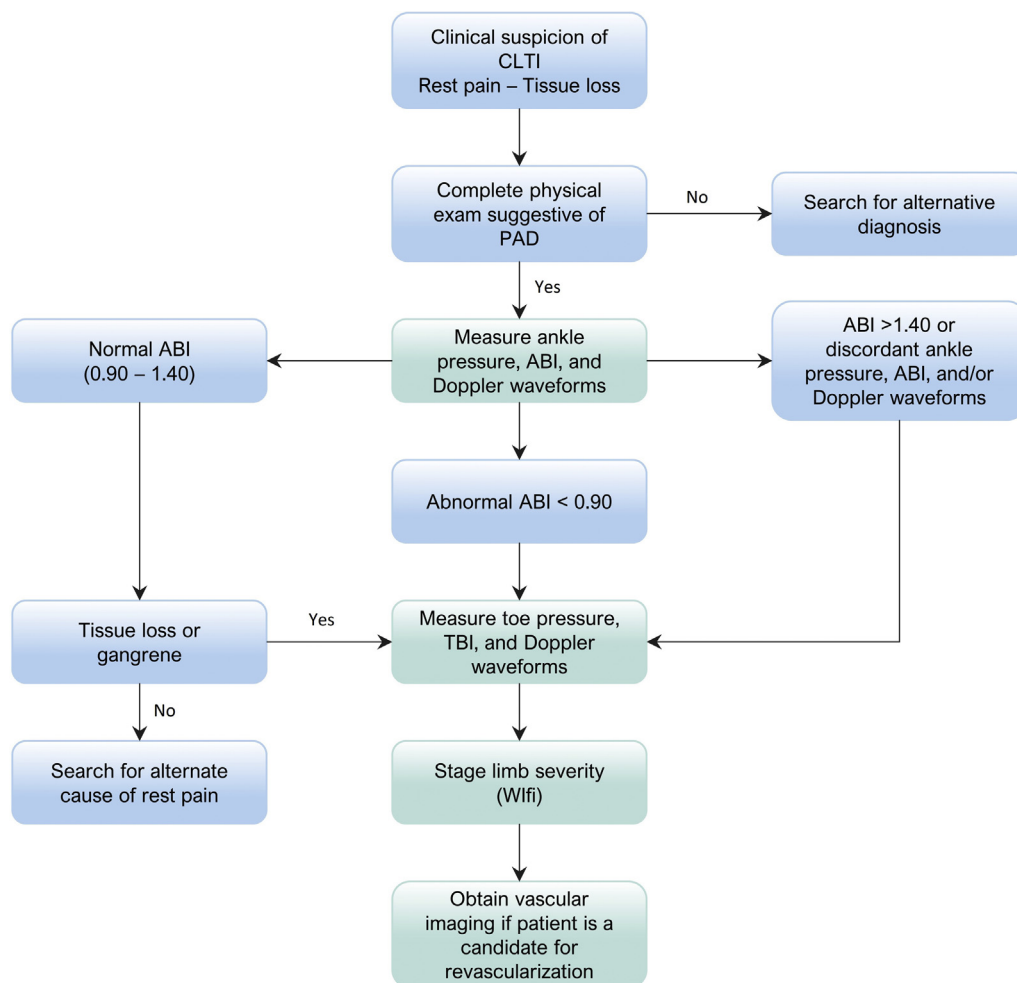 Clinical suspicion of
CLTI
Rest pain – Tissue loss
Complete physical
exam suggestive of
PAD
No
Search for alternative
diagnosis
Yes
Normal ABI
(0.90 – 1.40)
Measure ankle
pressure, ABI, and
Doppler waveforms
ABI >1.40 or
discordant ankle
pressure, ABI, and/or
Doppler waveforms
Abnormal ABI < 0.90
Tissue loss or
gangrene
Yes
Measure toe pressure,
TBI, and Doppler
waveforms
No
Search for alternate
cause of rest pain
Stage limb severity
(WIfi)
Obtain vascular
imaging if patient is a
candidate for
revascularization